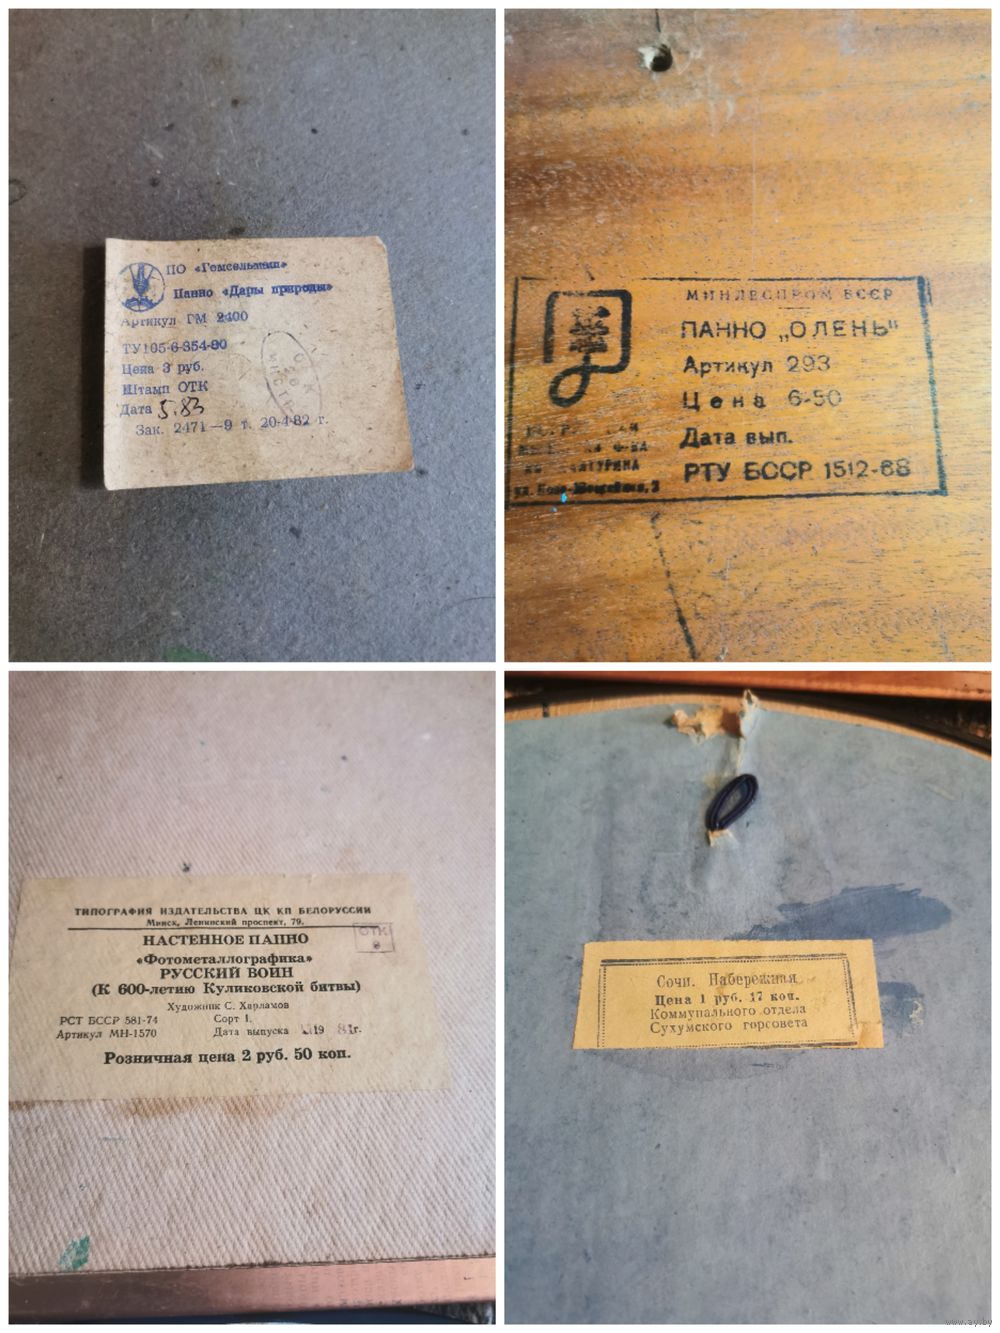 ПО «Гомсельмаш»
Панно «Дары природы»
Артикул ГМ 2400
ТУ105-6-354-80
Цена 3 руб.
Штамп ОТК
Дата 5.83
Зак. 2471—9 т. 20-4-82 г.
МИНЛЕСПРОМ БССР
ПАННО „ОЛЕНЬ"
Артикул 293
Цена 6-50
Дата вып.
РТУ БССР 1512-68
ТИПОГРАФИЯ ИЗДАТЕЛЬСТВА ЦК КП БЕЛОРУССИИ
Минск, Ленинский проспект, 79.
НАСТЕННОЕ ПАННО
ОТК
«Фотометаллографика»
РУССКИЙ ВОИН
(К 600-летию Куликовской битвы)
Художник С. Харламов
РСТ БССР 581-74 Сорт 1.
Артикул МН-1570 Дата выпуска 1981г.
Розничная цена 2 руб. 50 коп.
Сочи. Набережная
Цена 1 руб. 17 коп.
Коммунального отдела
Сухумского горсовета
www.ay.by